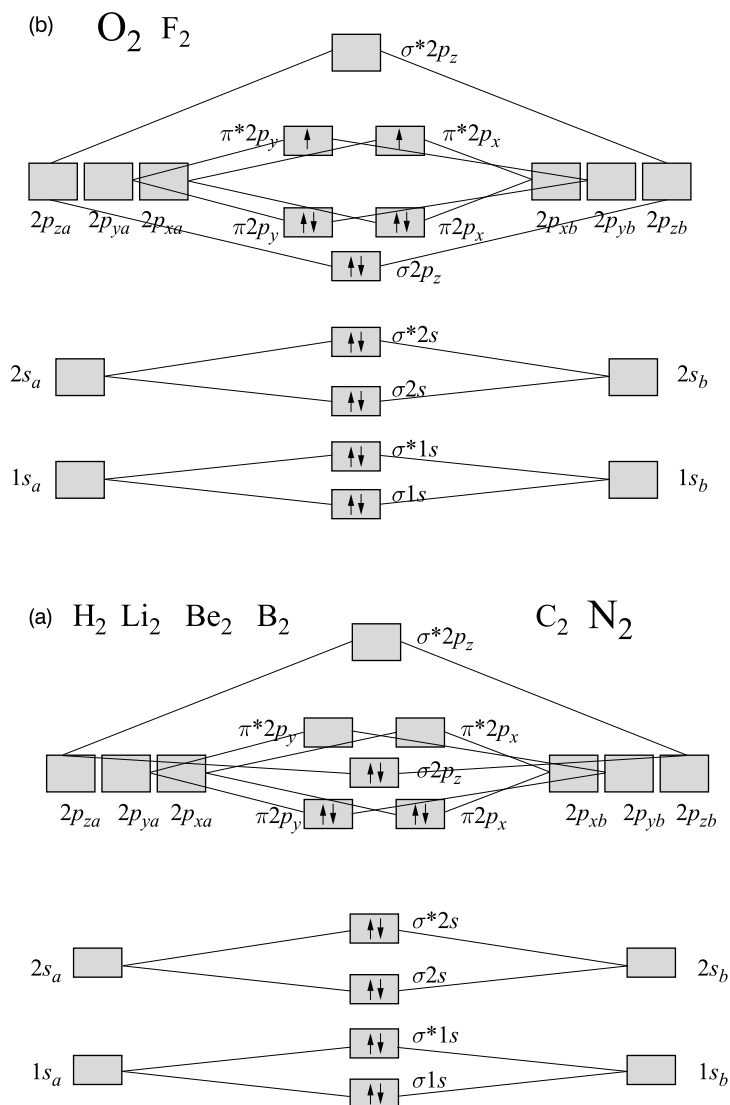 (b) O2 F2
σ*2pz
π*2py π*2px
2pza 2pya 2pxa π2py π2px 2pxb 2pyb 2pzb
σ2pz
σ*2s
2sa 2sb
σ2s
σ*1s
1sa 1sb
σ1s
(a) H2 Li2 Be2 B2 C2 N2
σ*2pz
π*2py π*2px
σ2pz
2pza 2pya 2pxa π2py π2px 2pxb 2pyb 2pzb
σ*2s
2sa 2sb
σ2s
σ*1s
1sa 1sb
σ1s